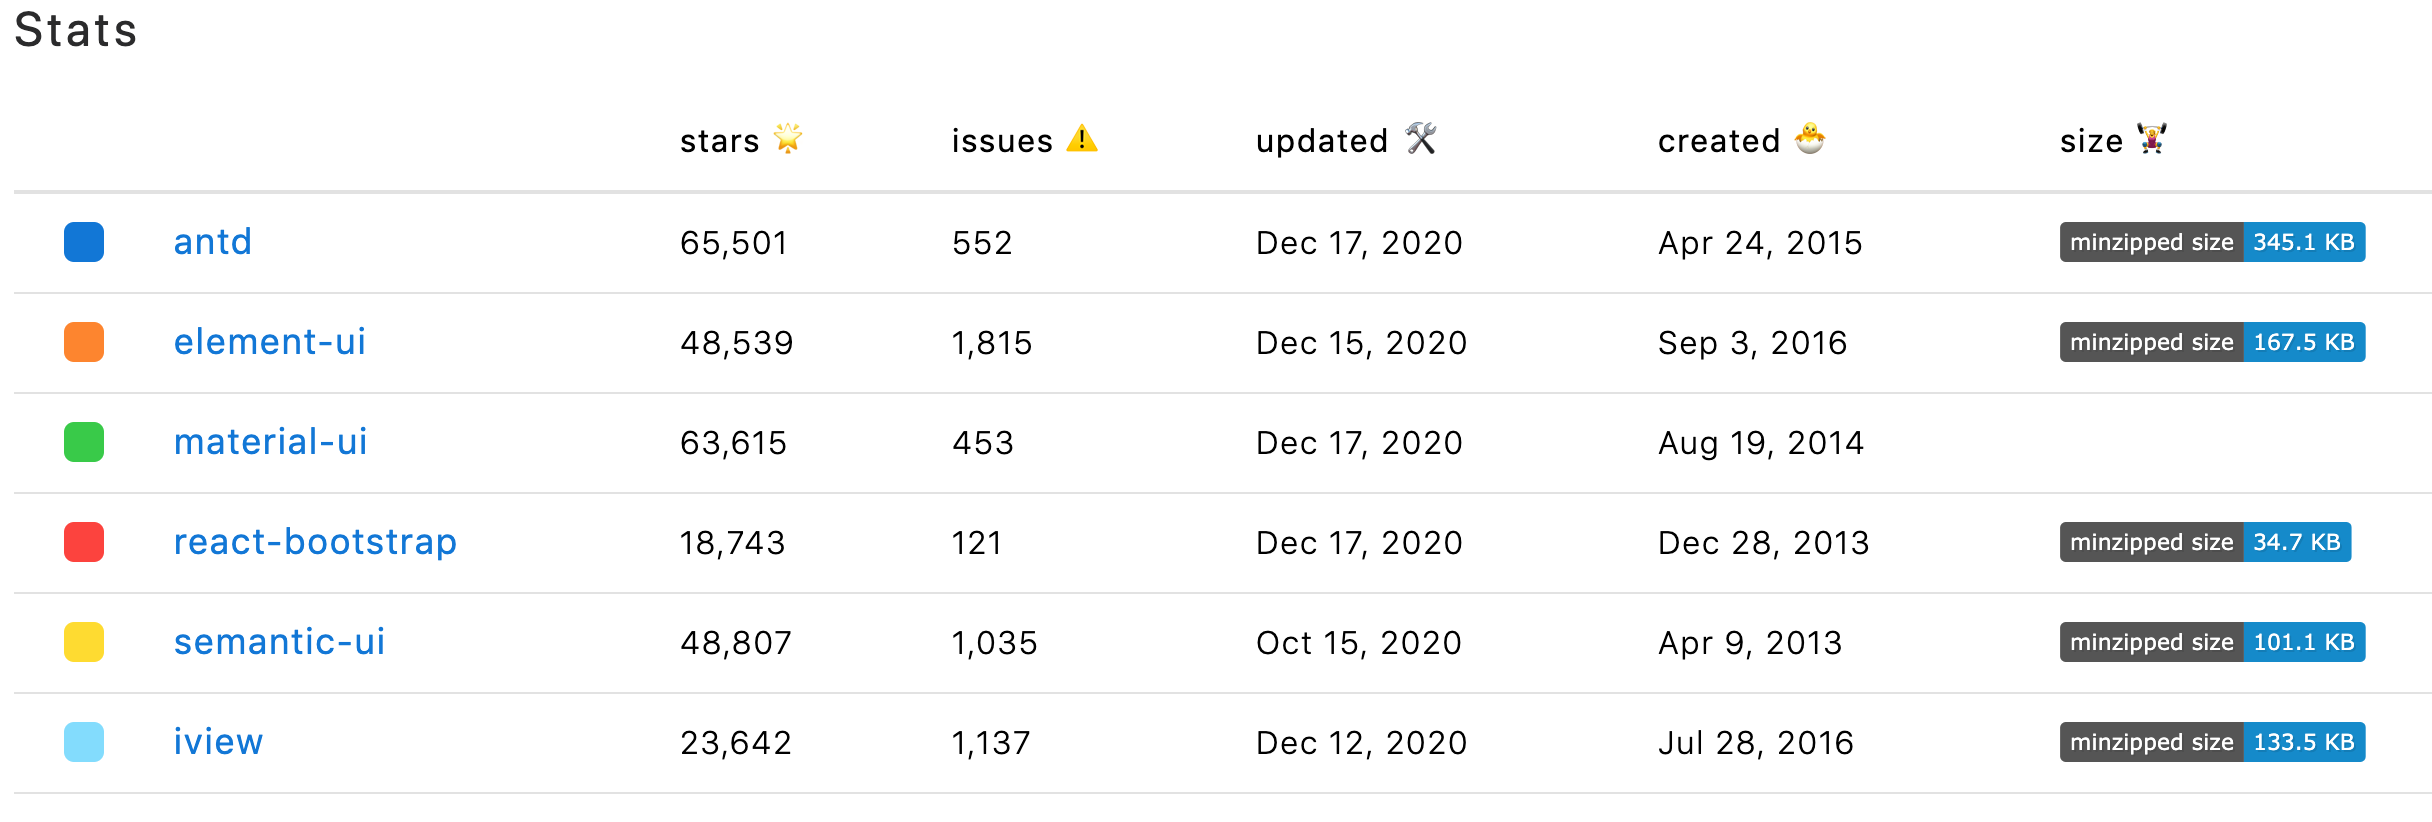 Stats
stars 🌟 issues ⚠️ updated 🛠 created 🐣 size 🏋️‍♀️
antd 65,501 552 Dec 17, 2020 Apr 24, 2015 minzipped size 345.1 KB
element-ui 48,539 1,815 Dec 15, 2020 Sep 3, 2016 minzipped size 167.5 KB
material-ui 63,615 453 Dec 17, 2020 Aug 19, 2014
react-bootstrap 18,743 121 Dec 17, 2020 Dec 28, 2013 minzipped size 34.7 KB
semantic-ui 48,807 1,035 Oct 15, 2020 Apr 9, 2013 minzipped size 101.1 KB
iview 23,642 1,137 Dec 12, 2020 Jul 28, 2016 minzipped size 133.5 KB